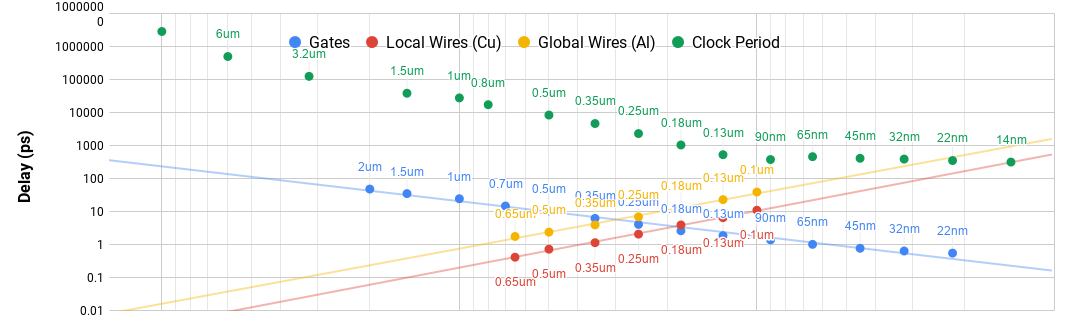 1000000
0
1000000
100000
10000
1000
100
10
1
0.1
0.01
Delay (ps)
Gates
Local Wires (Cu)
Global Wires (Al)
Clock Period
6um
3.2um
1.5um
1um
0.8um
0.5um
0.35um
0.25um
0.18um
0.13um
90nm
65nm
45nm
32nm
22nm
14nm
2um
1.5um
1um
0.7um
0.5um
0.35um
0.25um
0.18um
0.13um
90nm
65nm
45nm
32nm
22nm
0.65um
0.5um
0.35um
0.25um
0.18um
0.13um
0.1um
0.65um
0.5um
0.35um
0.25um
0.18um
0.13um
0.1um